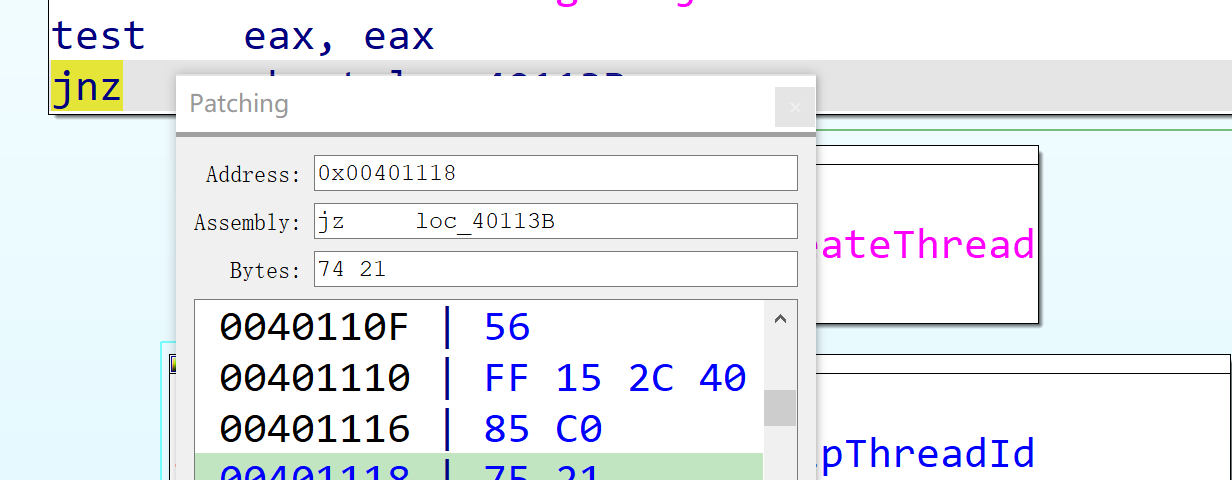 test eax, eax
jnz
Patching
Address: 0x00401118
Assembly: jz loc_40113B
Bytes: 74 21
eateThread
0040110F | 56
00401110 | FF 15 2C 40
00401116 | 85 C0
00401118 | 75 21
pThreadId